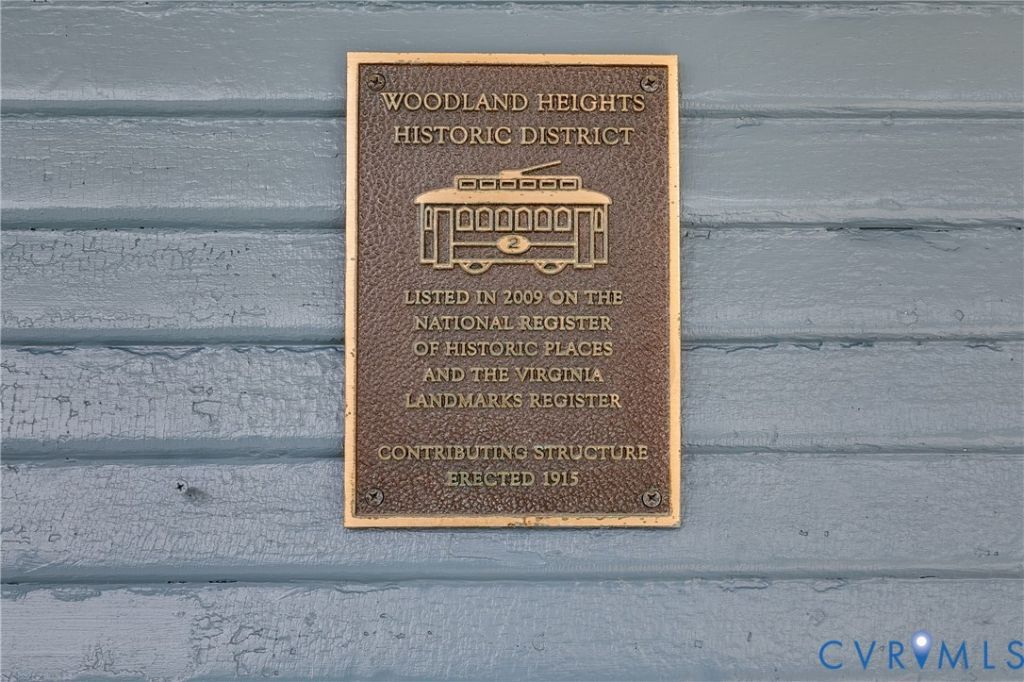 WOODLAND HEIGHTS
HISTORIC DISTRICT
2
LISTED IN 2009 ON THE
NATIONAL REGISTER
OF HISTORIC PLACES
AND THE VIRGINIA
LANDMARKS REGISTER
CONTRIBUTING STRUCTURE
ERECTED 1915
CVRMLS